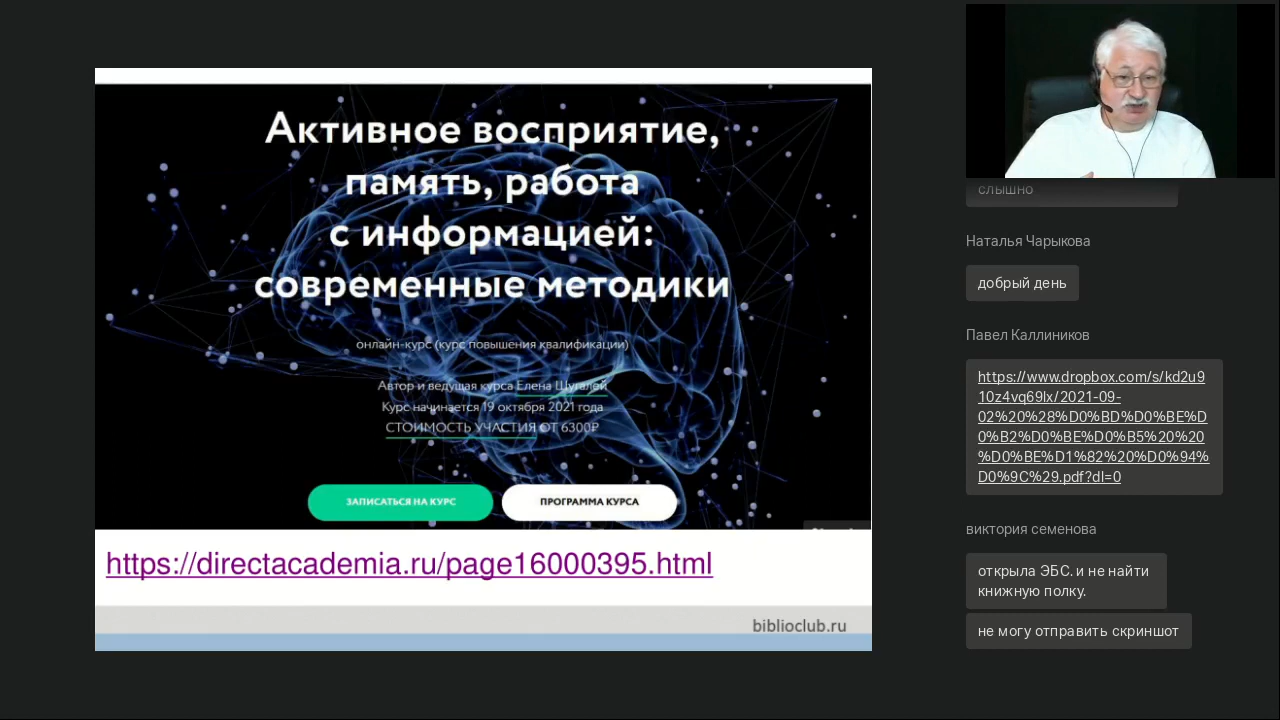 Активное восприятие,
память, работа
с информацией:
современные методики
онлайн-курс (курс повышения квалификации)
Автор и ведущая курса Елена Шугалей
Курс начинается 19 октября 2021 года
СТОИМОСТЬ УЧАСТИЯ ОТ 6300₽
ЗАПИСАТЬСЯ НА КУРС
ПРОГРАММА КУРСА
https://directacademia.ru/page16000395.html
biblioclub.ru
слышно
Наталья Чарыкова
добрый день
Павел Каллиников
https://www.dropbox.com/s/kd2u9
10z4vq69lx/2021-09-
02%20%28%D0%BD%D0%BE%D
0%B2%D0%BE%D0%B5%20%20
%D0%BE%D1%82%20%D0%94%
D0%9C%29.pdf?dl=0
виктория семенова
открыла ЭБС. и не найти
книжную полку.
не могу отправить скриншот